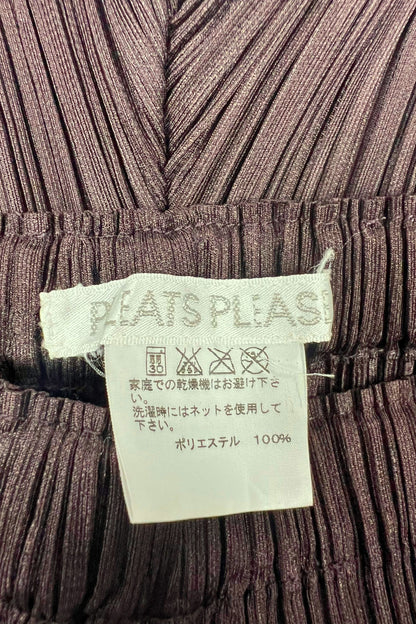 PLEATS PLEASE
30
家庭での乾燥機はお避け下さ
い。
洗濯時にはネットを使用して下さ
い。
ポリエステル 100%